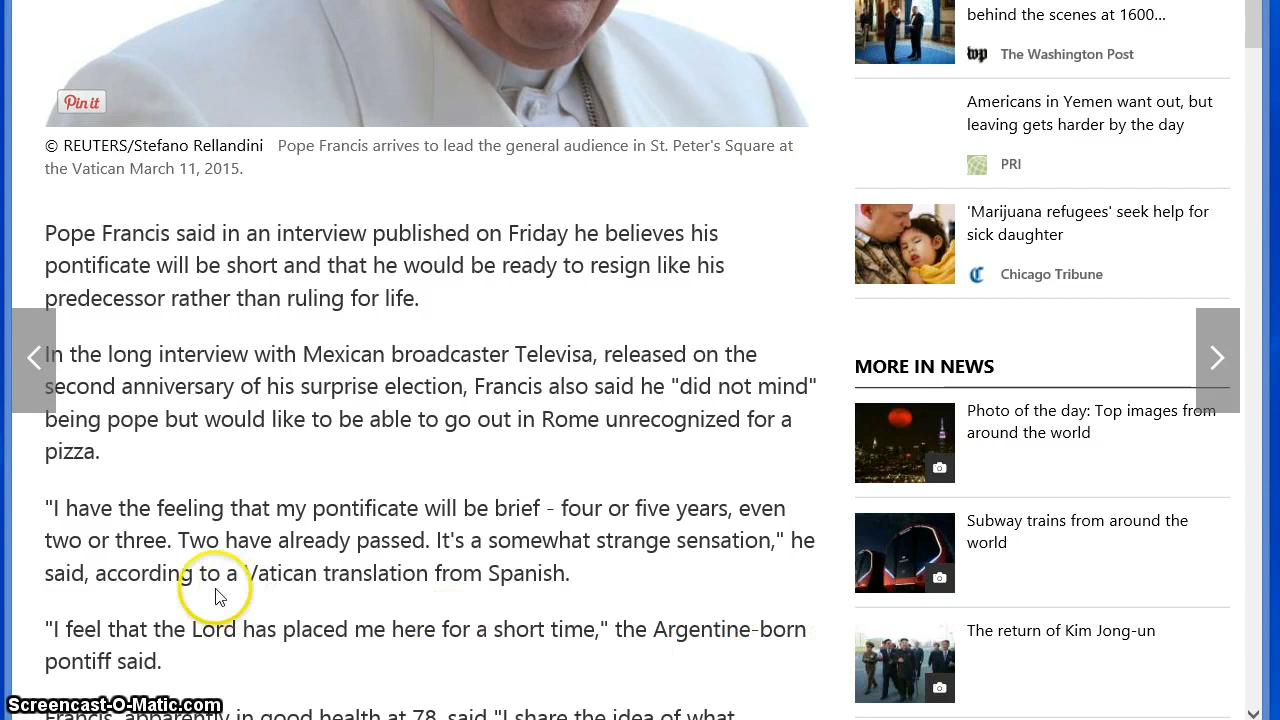 Pin it
© REUTERS/Stefano Rellandini Pope Francis arrives to lead the general audience in St. Peter's Square at
the Vatican March 11, 2015.
Pope Francis said in an interview published on Friday he believes his
pontificate will be short and that he would be ready to resign like his
predecessor rather than ruling for life.
In the long interview with Mexican broadcaster Televisa, released on the
second anniversary of his surprise election, Francis also said he "did not mind"
being pope but would like to be able to go out in Rome unrecognized for a
pizza.
"I have the feeling that my pontificate will be brief - four or five years, even
two or three. Two have already passed. It's a somewhat strange sensation," he
said, according to a Vatican translation from Spanish.
"I feel that the Lord has placed me here for a short time," the Argentine-born
pontiff said.
Francis, apparently in good health at 78, said "I share the idea of what
behind the scenes at 1600...
wp The Washington Post
Americans in Yemen want out, but
leaving gets harder by the day
PRI
'Marijuana refugees' seek help for
sick daughter
C Chicago Tribune
MORE IN NEWS
Photo of the day: Top images from
around the world
Subway trains from around the
world
The return of Kim Jong-un
Screencast-O-Matic.com